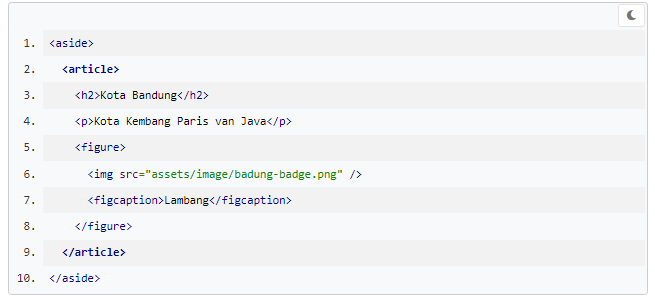 1. <aside>
2. <article>
3. <h2>Kota Bandung</h2>
4. <p>Kota Kembang Paris van Java</p>
5. <figure>
6. <img src="assets/image/badung-badge.png" />
7. <figcaption>Lambang</figcaption>
8. </figure>
9. </article>
10. </aside>